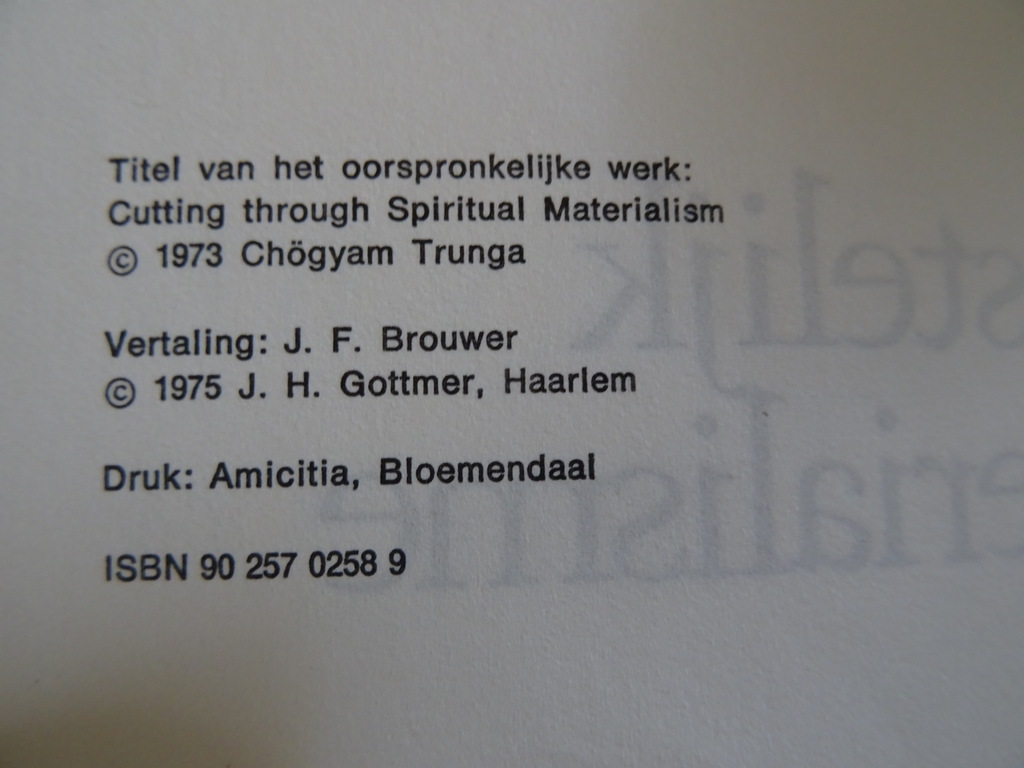 Titel van het oorspronkelijke werk:
Cutting through Spiritual Materialism
© 1973 Chögyam Trunga
Vertaling: J. F. Brouwer
© 1975 J. H. Gottmer, Haarlem
Druk: Amicitia, Bloemendaal
ISBN 90 257 0258 9